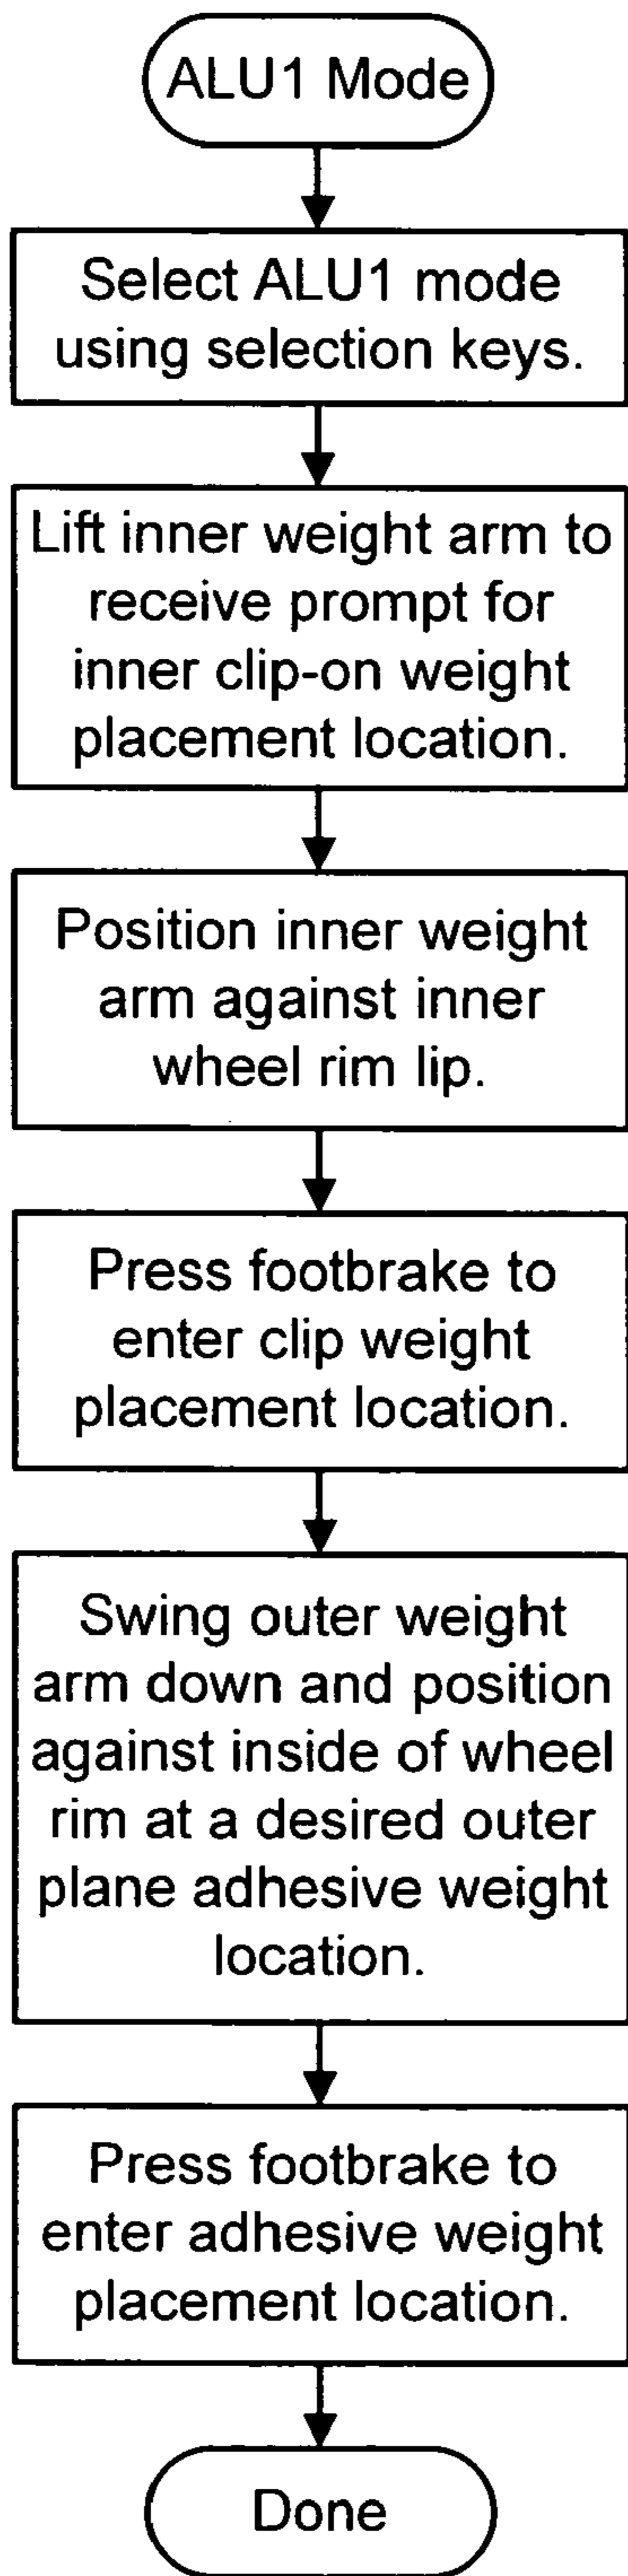 ALU1 Mode
Select ALU1 mode
using selection keys.
Lift inner weight arm to
receive prompt for
inner clip-on weight
placement location.
Position inner weight
arm against inner
wheel rim lip.
Press footbrake to
enter clip weight
placement location.
Swing outer weight
arm down and position
against inside of wheel
rim at a desired outer
plane adhesive weight
location.
Press footbrake to
enter adhesive weight
placement location.
Done